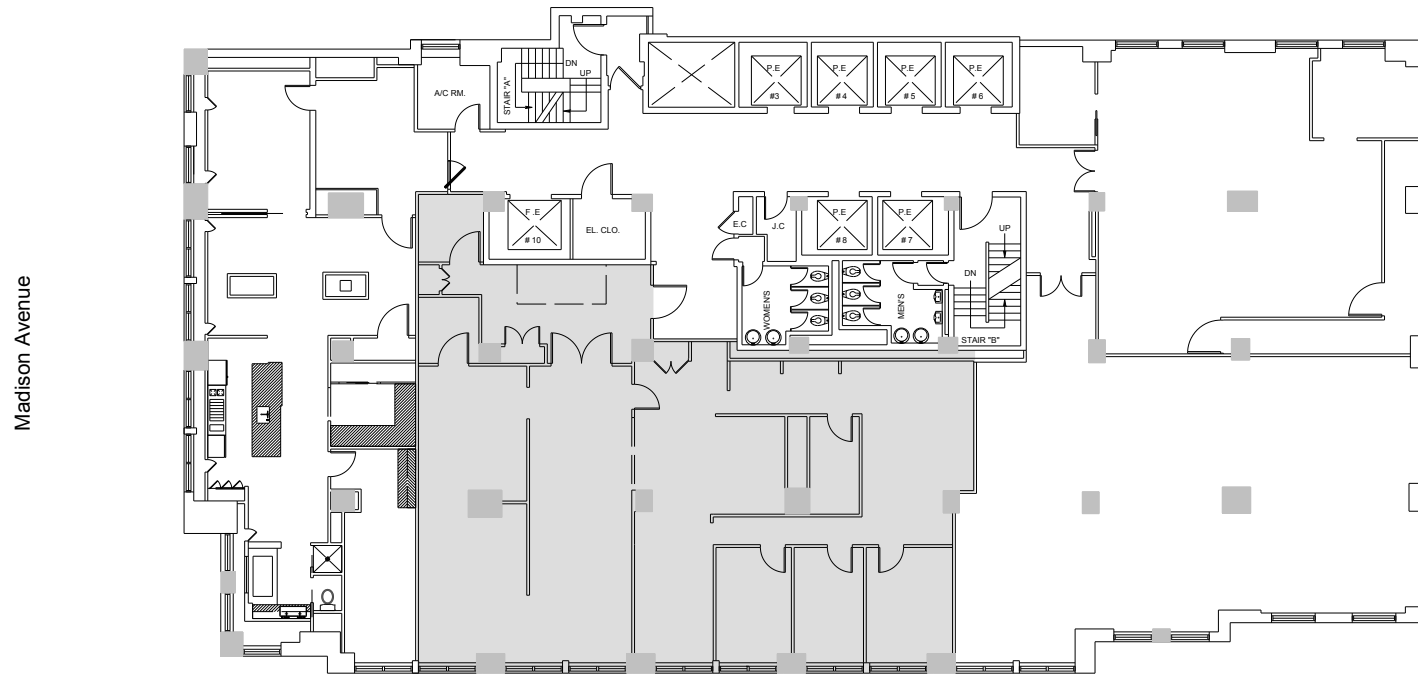 Madison Avenue
A/C RM.
STAIR "A"
DN
UP
P.E
#3
P.E
#4
P.E
#5
P.E
#6
F.E
#10
EL. CLO.
E.C
J.C
P.E
#8
P.E
#7
UP
DN
WOMEN'S
MEN'S
STAIR "B"